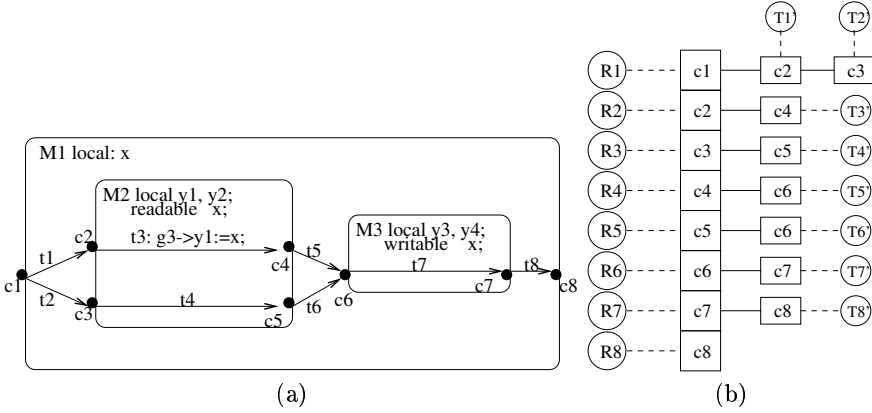 T1' T2'
R1 c1 c2 c3
R2 c2 c4 T3'
R3 c3 c5 T4'
R4 c4 c6 T5'
R5 c5 c6 T6'
R6 c6 c7 T7'
R7 c7 c8 T8'
R8 c8
M1 local: x
M2 local y1, y2;
readable x;
t3: g3->y1:=x;
M3 local y3, y4;
writable x;
t1
c2
c4
t5
t7
t8
c1
t2
c3
t4
c5
t6
c6
c7
c8
(a)
(b)